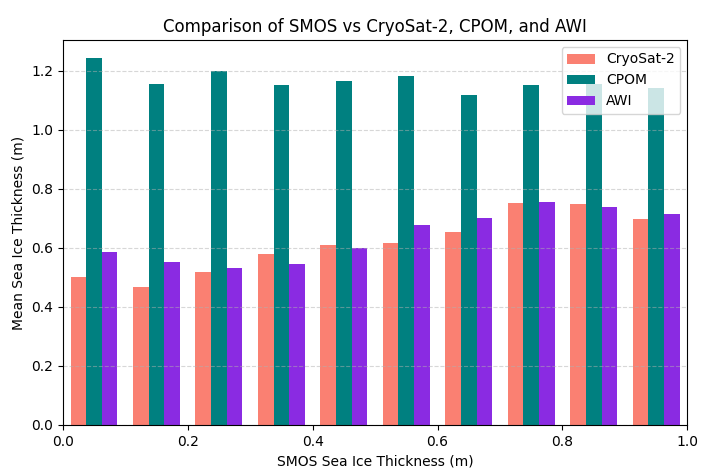 Comparison of SMOS vs CryoSat-2, CPOM, and AWI
CryoSat-2
CPOM
AWI
Mean Sea Ice Thickness (m)
1.2
1.0
0.8
0.6
0.4
0.2
0.0
0.0 0.2 0.4 0.6 0.8 1.0
SMOS Sea Ice Thickness (m)